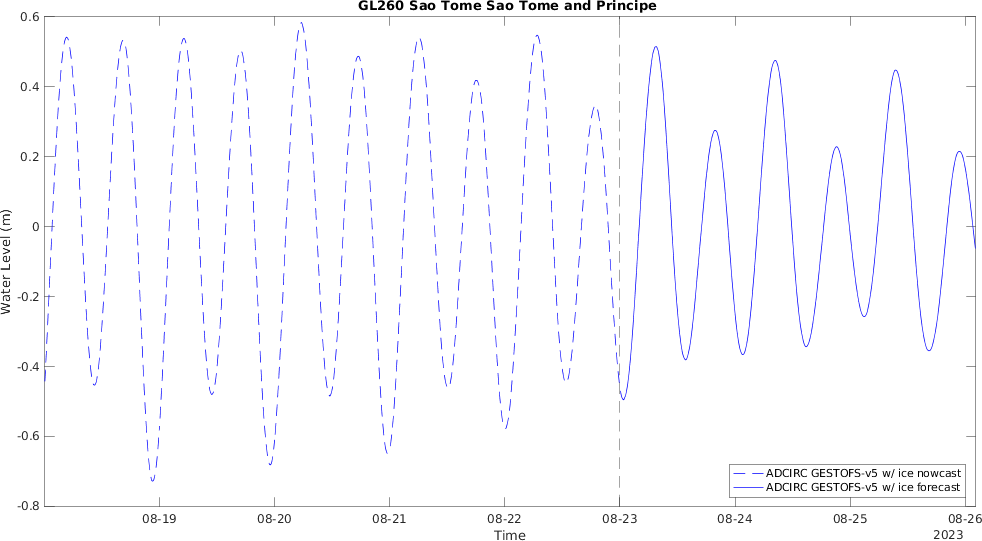 GL260 Sao Tome Sao Tome and Principe
Water Level (m)
0.6
0.4
0.2
0
-0.2
-0.4
-0.6
-0.8
ADCIRC GESTOFS-v5 w/ ice nowcast
ADCIRC GESTOFS-v5 w/ ice forecast
08-19 08-20 08-21 08-22 08-23 08-24 08-25 08-26
Time
2023